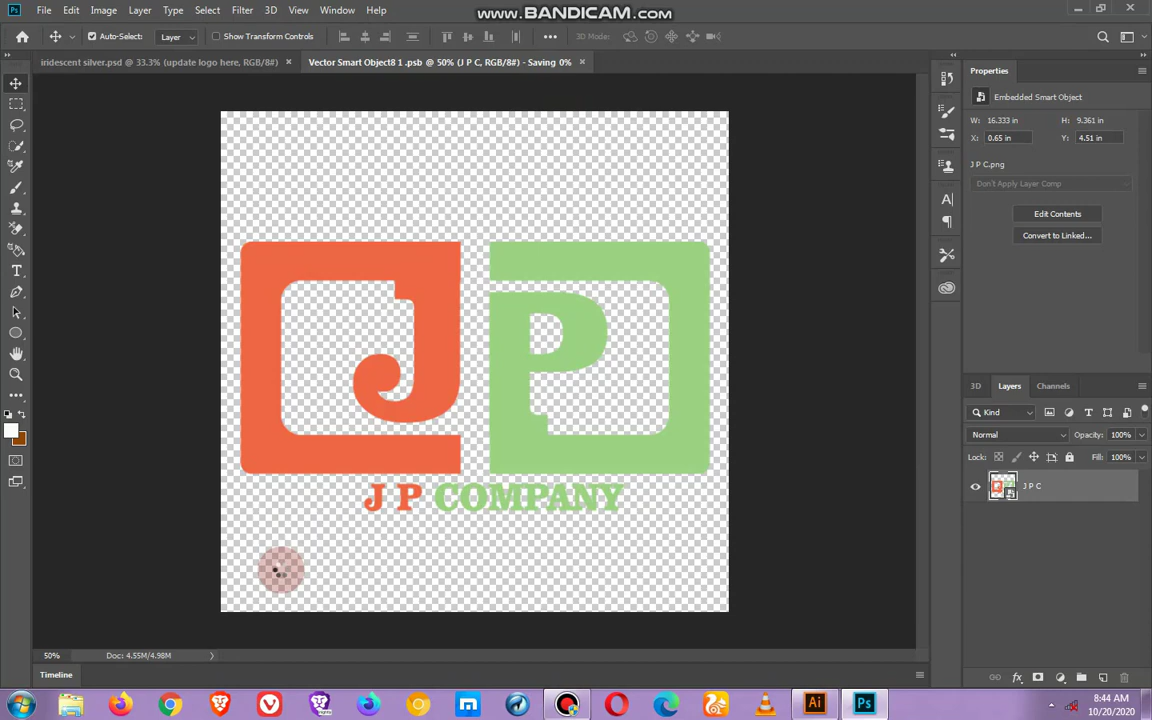 www.BANDICAM.com
Ps File Edit Image Layer Type Select Filter 3D View Window Help
Auto-Select: Layer Show Transform Controls 3D Mode:
iridescent silver.psd @ 33.3% (update logo here, RGB/8#) × Vector Smart Object8 1 .psb @ 50% (J P C, RGB/8#) - Saving 0% ×
Properties
Embedded Smart Object
W: 16.333 in H: 9.361 in
X: 0.65 in Y: 4.51 in
J P C.png
Don't Apply Layer Comp
Edit Contents
Convert to Linked...
J P
J P COMPANY
3D Layers Channels
Kind
Normal Opacity: 100%
Lock: Fill: 100%
J P C
50% Doc: 4.55M/4.98M
Timeline
fx
Ai Ps
8:44 AM
10/20/2020